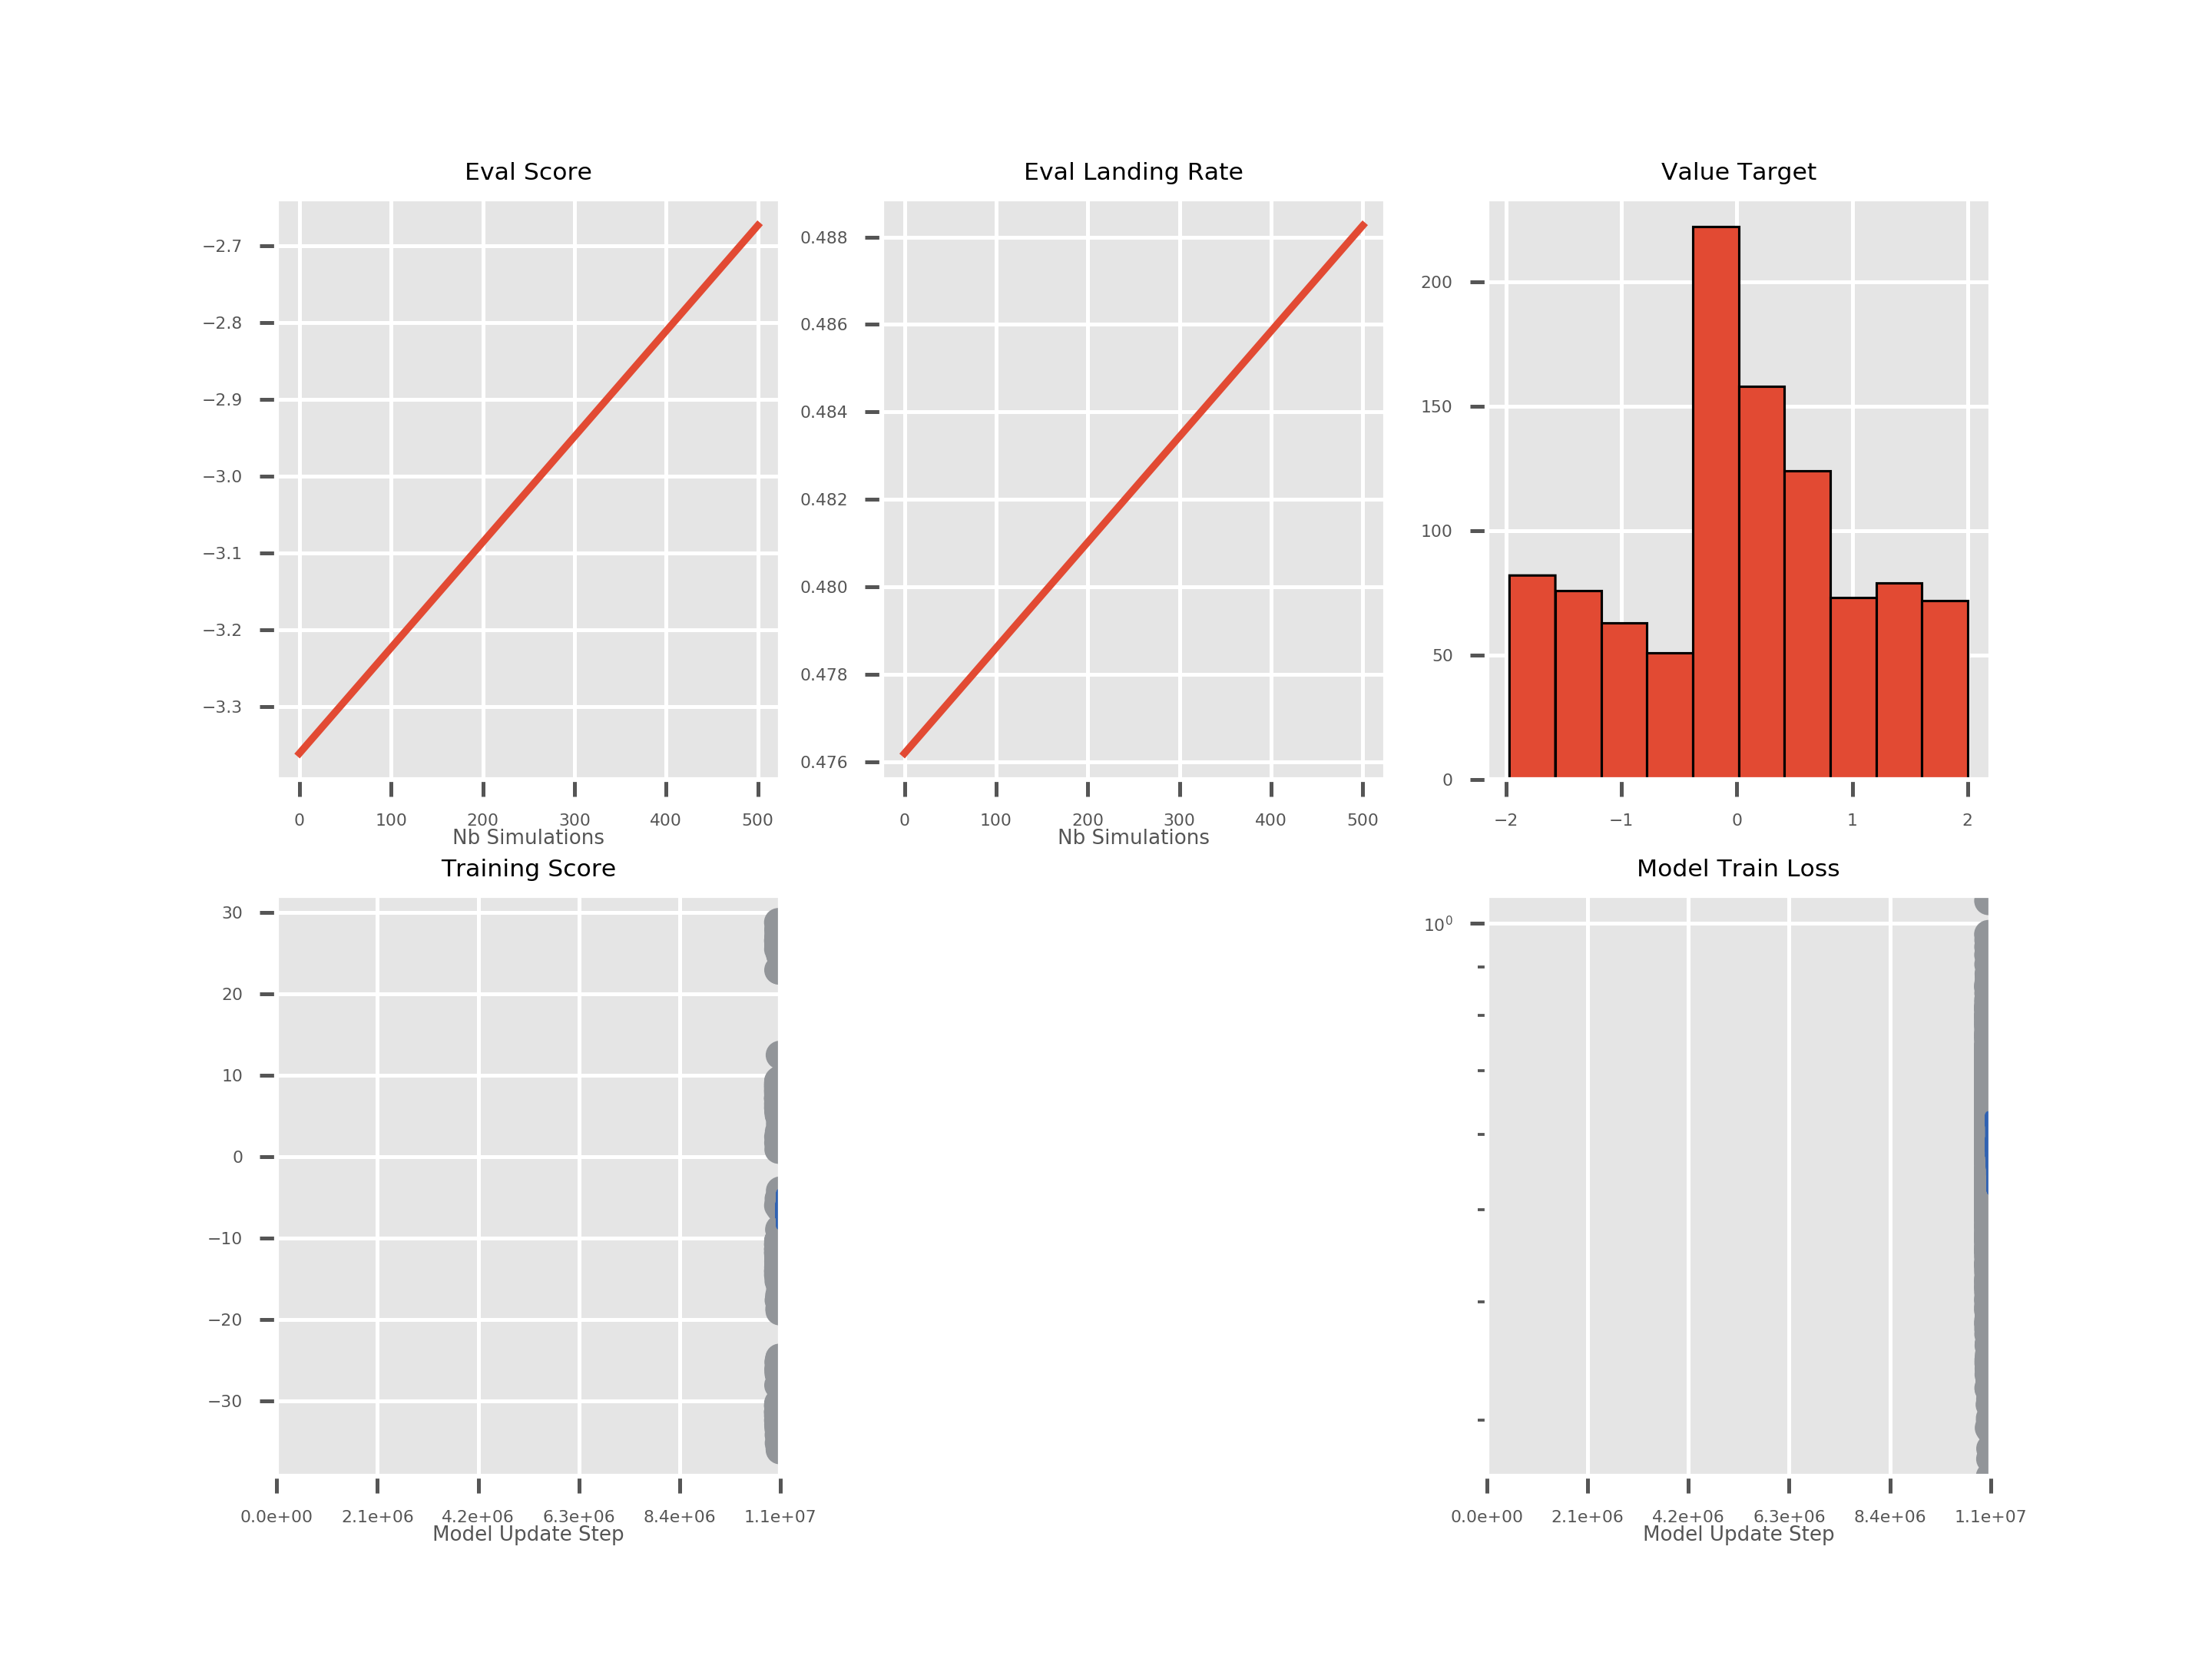 Eval Score
Eval Landing Rate
Value Target
−2.7
−2.8
−2.9
−3.0
−3.1
−3.2
−3.3
0 100 200 300 400 500
Nb Simulations
0.488
0.486
0.484
0.482
0.480
0.478
0.476
0 100 200 300 400 500
Nb Simulations
200
150
100
50
0
−2 −1 0 1 2
Training Score
Model Train Loss
30
20
10
0
−10
−20
−30
0.0e+00 2.1e+06 4.2e+06 6.3e+06 8.4e+06 1.1e+07
Model Update Step
10⁰
0.0e+00 2.1e+06 4.2e+06 6.3e+06 8.4e+06 1.1e+07
Model Update Step